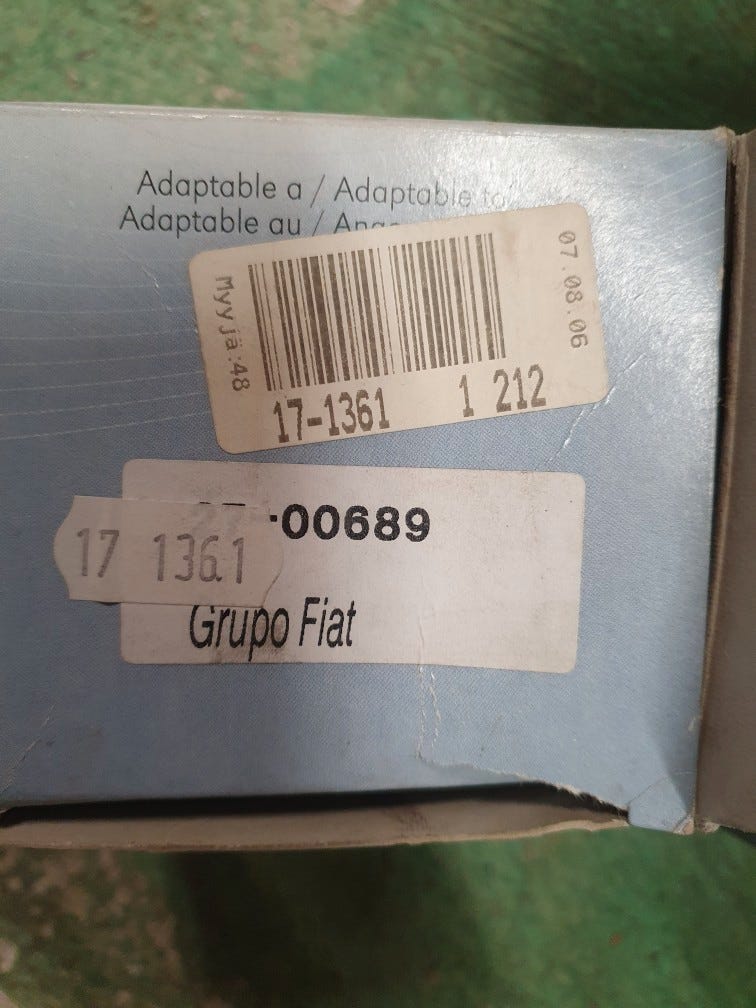 Adaptable a / Adaptable to
Adaptable au /
07.08.06
Myyjä:48
17-1361 1 212
-00689
17 136.1
Grupo Fiat